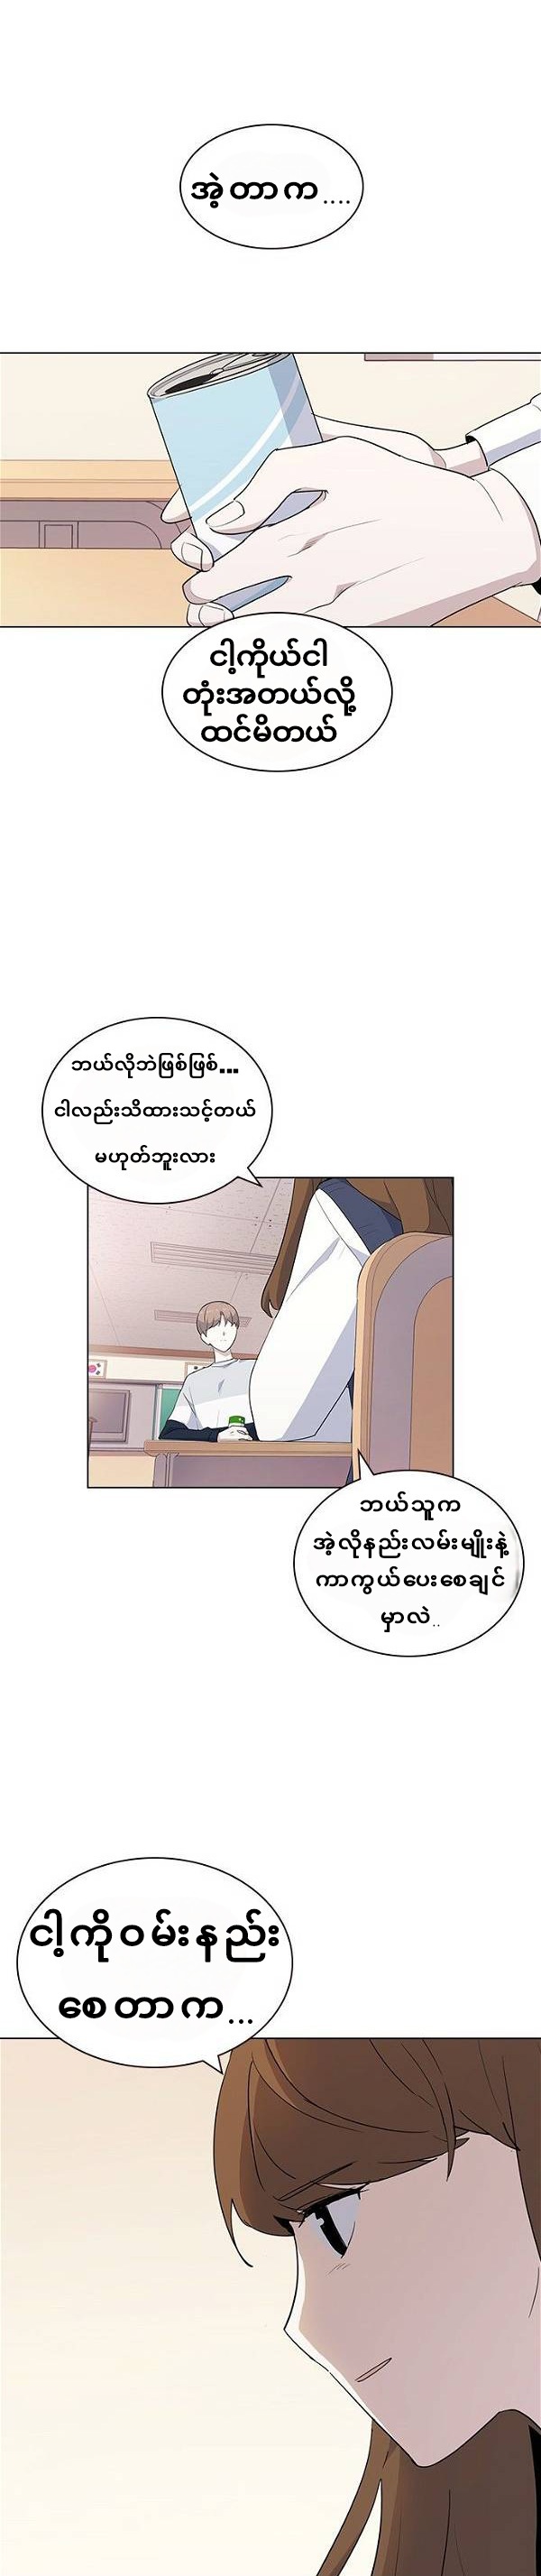 အဲ့တာက....
ငါ့ကိုယ်ငါ
တုံးအတယ်လို့
ထင်မိတယ်
ဘယ်လိုဘဲဖြစ်ဖြစ်...
ငါလည်းသိထားသင့်တယ်
မဟုတ်ဘူးလား
ဘယ်သူက
အဲ့လိုနည်းလမ်းမျိုးနဲ့
ကာကွယ်ပေးစေချင်
မှာလဲ..
ငါ့ကိုဝမ်းနည်း
စေတာက...